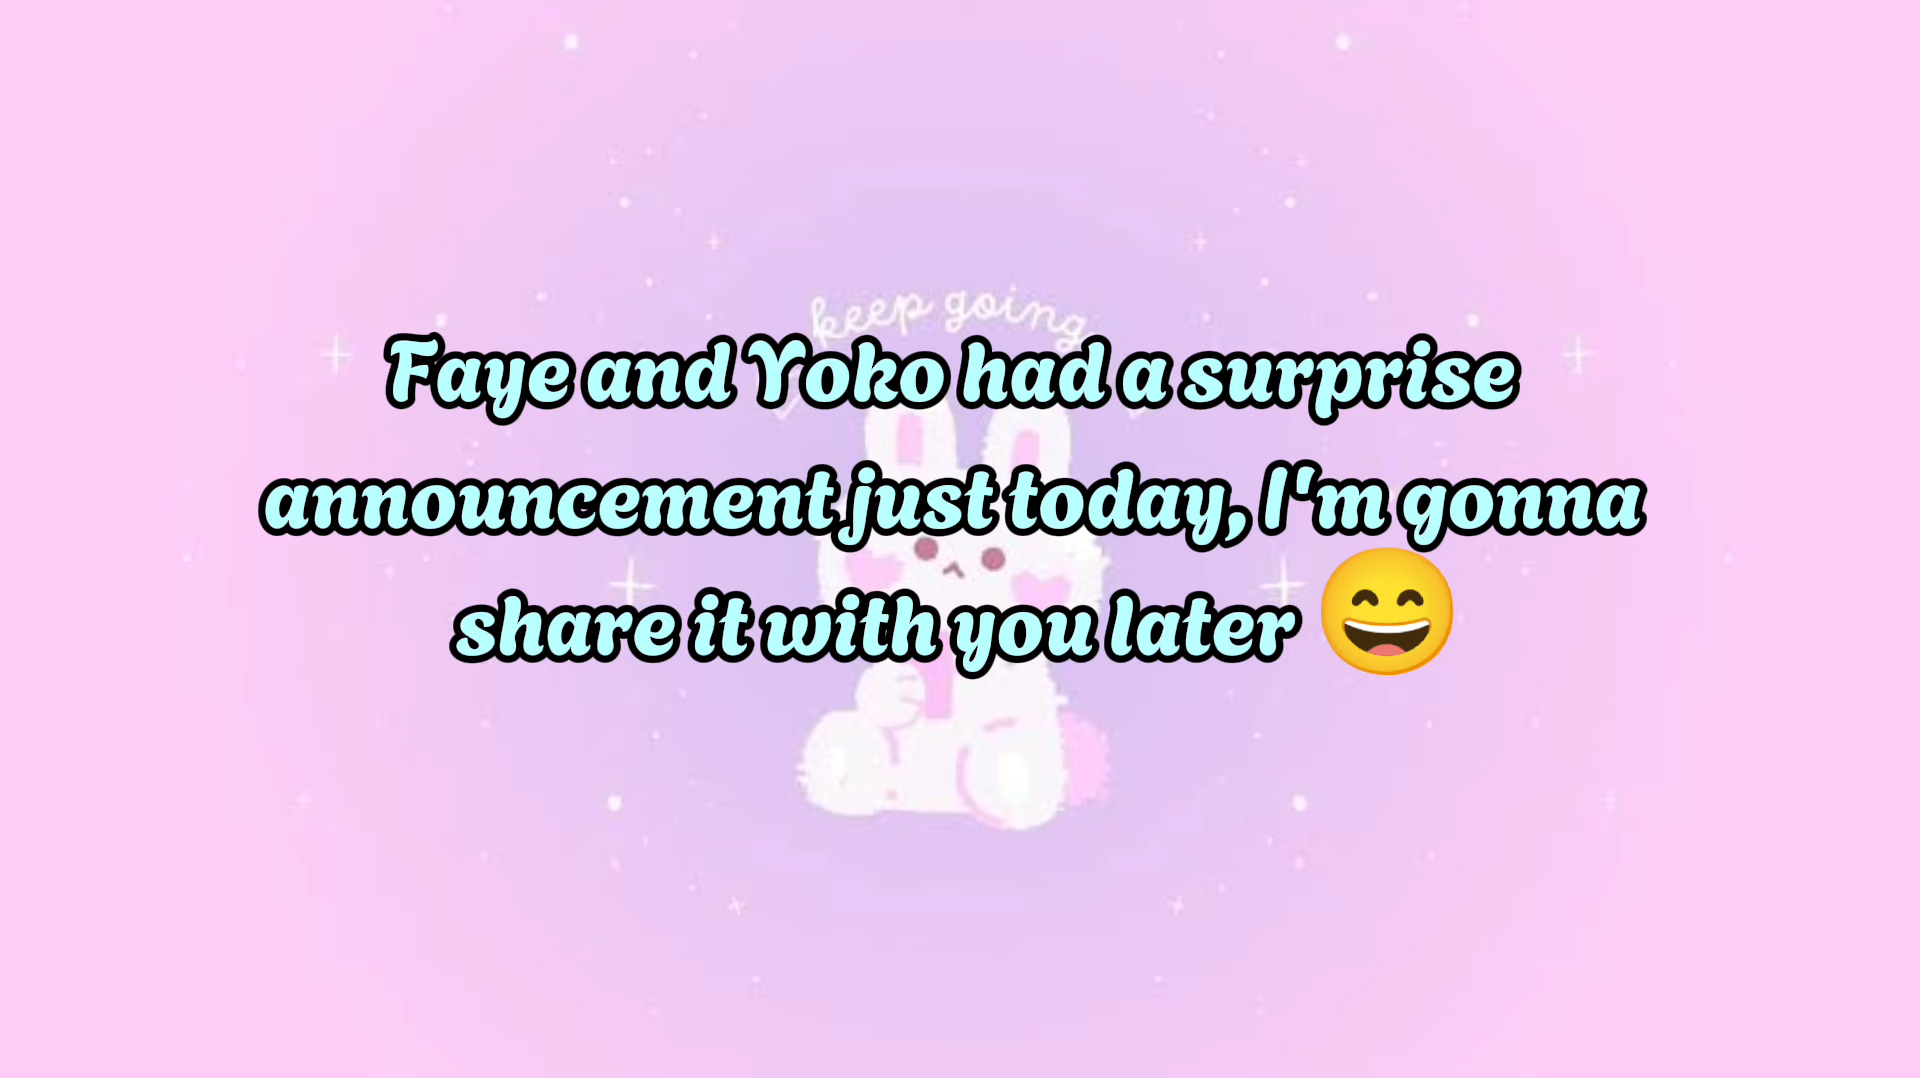 keep going
Faye and Yoko had a surprise
announcement just today, I'm gonna
share it with you later 😄